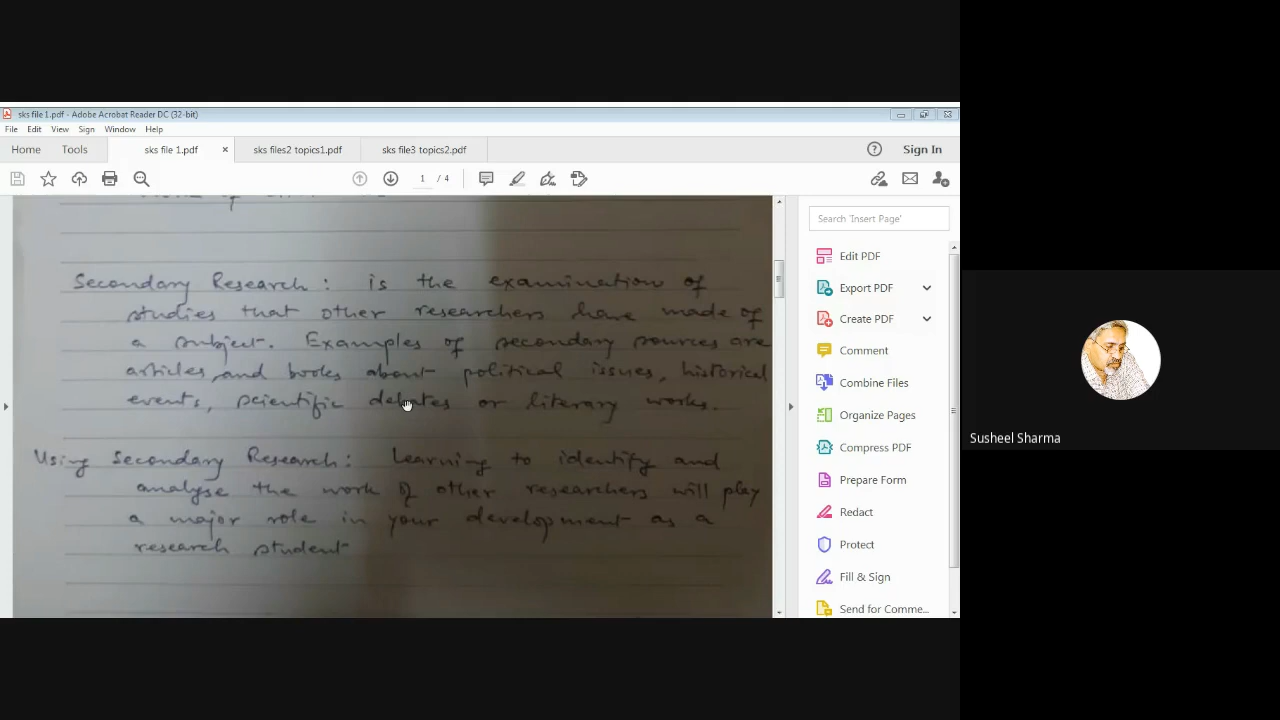 sks file 1.pdf - Adobe Acrobat Reader DC (32-bit)
File Edit View Sign Window Help
Home Tools sks file 1.pdf × sks files2 topics1.pdf sks file3 topics2.pdf Sign In
1 / 4
Search 'Insert Page'
Secondary Research: is the examination of
studies that other researchers have made of
a subject. Examples of secondary sources are
articles, and books about political issues, historical
events, scientific debates or literary works.
Using Secondary Research: Learning to identify and
analyse the work of other researchers will play
a major role in your development as a
research student
Edit PDF
Export PDF
Create PDF
Comment
Combine Files
Organize Pages
Compress PDF
Prepare Form
Redact
Protect
Fill & Sign
Send for Comme...
Susheel Sharma